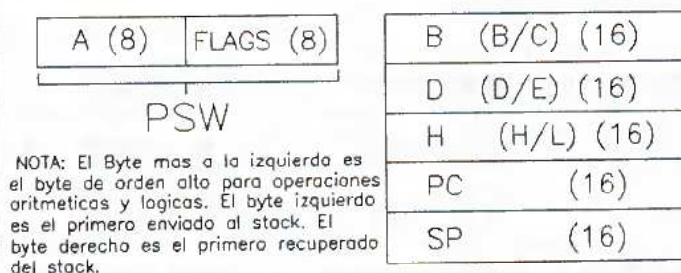 A (8) FLAGS (8)
PSW
NOTA: El Byte mas a la izquierda es
el byte de orden alto para operaciones
aritmeticas y logicas. El byte izquierdo
es el primero enviado al stack. El
byte derecho es el primero recuperado
del stack.
B (B/C) (16)
D (D/E) (16)
H (H/L) (16)
PC (16)
SP (16)